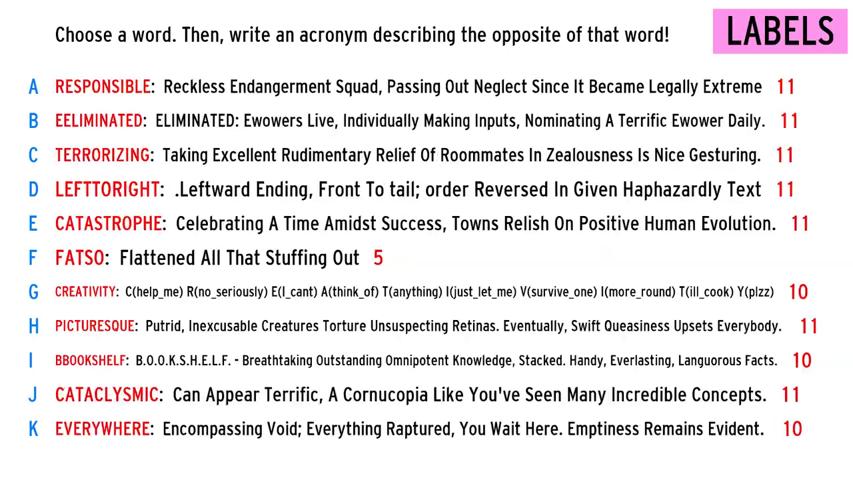 Choose a word. Then, write an acronym describing the opposite of that word!
LABELS
A RESPONSIBLE: Reckless Endangerment Squad, Passing Out Neglect Since It Became Legally Extreme 11
B EELIMINATED: ELIMINATED: Ewowers Live, Individually Making Inputs, Nominating A Terrific Ewower Daily. 11
C TERRORIZING: Taking Excellent Rudimentary Relief Of Roommates In Zealousness Is Nice Gesturing. 11
D LEFTTORIGHT: .Leftward Ending, Front To tail; order Reversed In Given Haphazardly Text 11
E CATASTROPHE: Celebrating A Time Amidst Success, Towns Relish On Positive Human Evolution. 11
F FATSO: Flattened All That Stuffing Out 5
G CREATIVITY: C(help_me) R(no_seriously) E(I_cant) A(think_of) T(anything) I(just_let_me) V(survive_one) I(more_round) T(ill_cook) Y(plzz) 10
H PICTURESQUE: Putrid, Inexcusable Creatures Torture Unsuspecting Retinas. Eventually, Swift Queasiness Upsets Everybody. 11
I BBOOKSHELF: B.O.O.K.S.H.E.L.F. - Breathtaking Outstanding Omnipotent Knowledge, Stacked. Handy, Everlasting, Languorous Facts. 10
J CATACLYSMIC: Can Appear Terrific, A Cornucopia Like You've Seen Many Incredible Concepts. 11
K EVERYWHERE: Encompassing Void; Everything Raptured, You Wait Here. Emptiness Remains Evident. 10